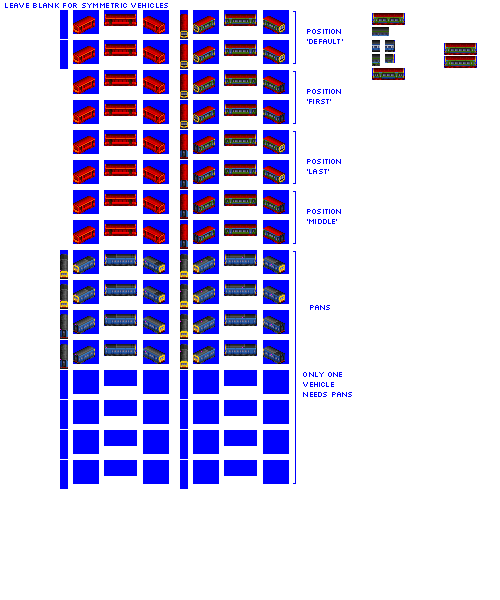 LEAVE BLANK FOR SYMMETRIC VEHICLES
POSITION
'DEFAULT'
POSITION
'FIRST'
POSITION
'LAST'
POSITION
'MIDDLE'
PANS
ONLY ONE
VEHICLE
NEEDS PANS